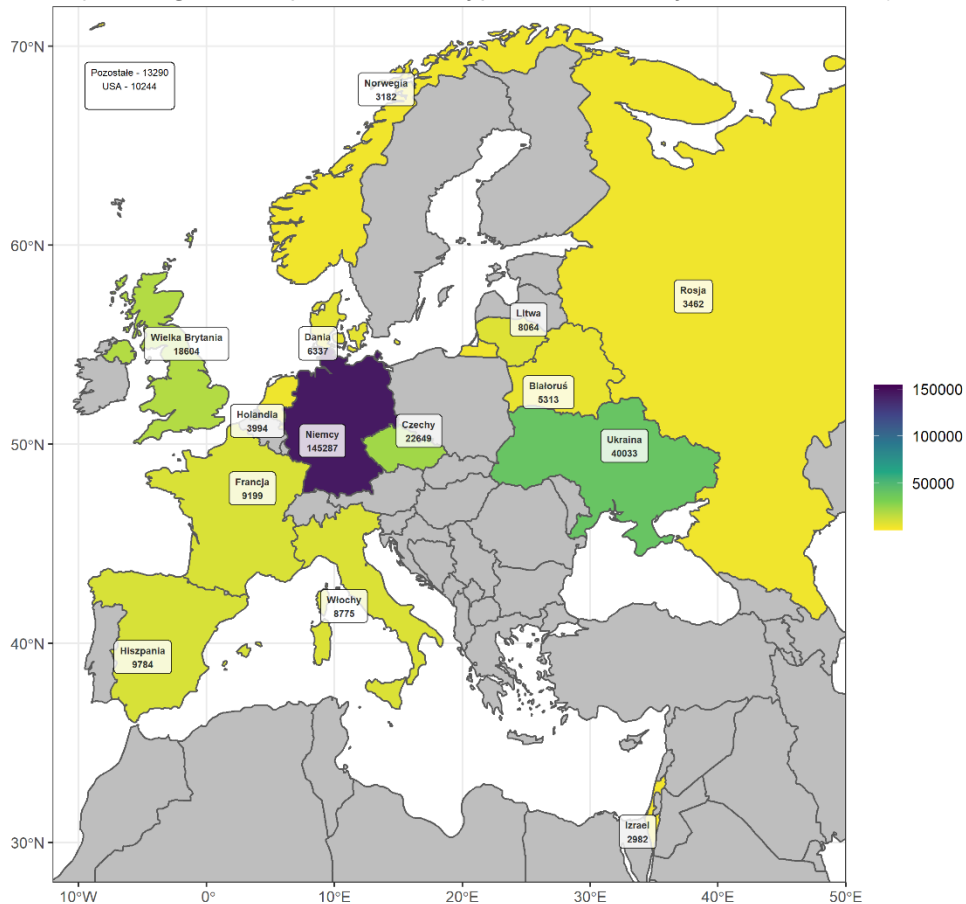 70°N
60°N
50°N
40°N
30°N
Pozostałe - 13290
USA - 10244
Norwegia
3182
Rosja
3462
Litwa
8064
Wielka Brytania
18604
Dania
6337
Białoruś
5313
Holandia
3994
Niemcy
145287
Czechy
22649
Ukraina
40033
Francja
9199
Włochy
8775
Hiszpania
9784
Izrael
2982
150000
100000
50000
10°W 0° 10°E 20°E 30°E 40°E 50°E